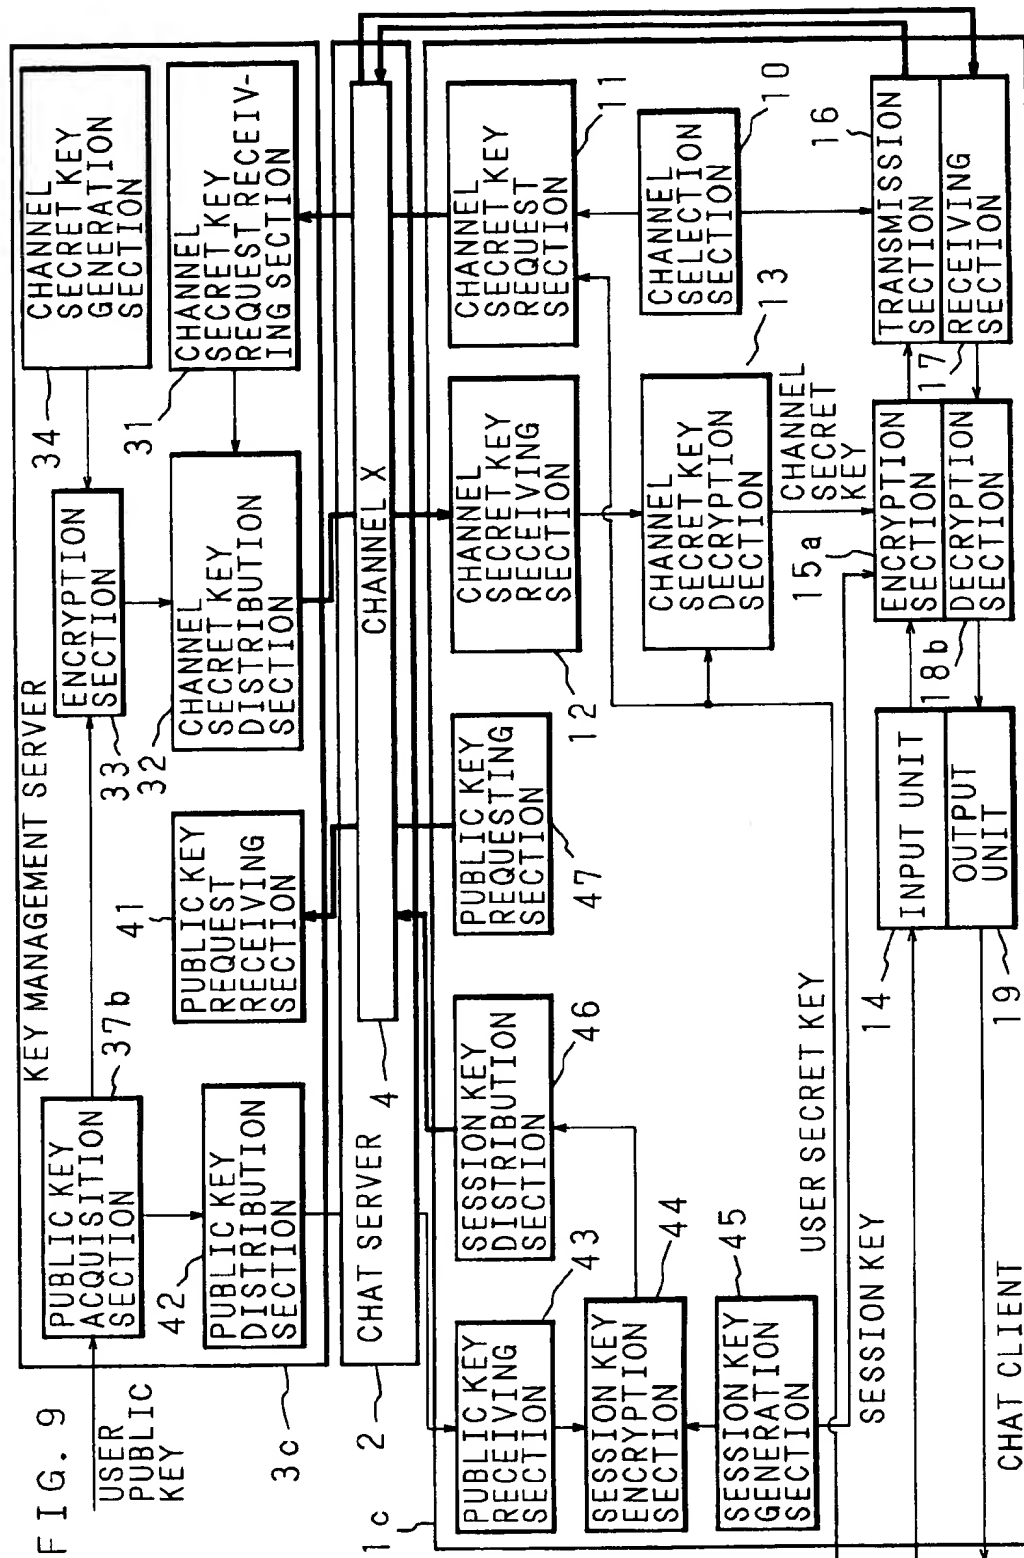 FIG. 9
USER
PUBLIC
KEY
KEY MANAGEMENT SERVER
3c
PUBLIC KEY
ACQUISITION
SECTION
37b
42
PUBLIC KEY
DISTRIBUTION
SECTION
41
PUBLIC KEY
REQUEST
RECEIVING
SECTION
33
ENCRYPTION
SECTION
32
CHANNEL
SECRET KEY
DISTRIBUTION
SECTION
34
CHANNEL
SECRET KEY
GENERATION
SECTION
31
CHANNEL
SECRET KEY
REQUEST RECEIV-
ING SECTION
2
CHAT SERVER
4
CHANNEL X
1c
PUBLIC KEY
RECEIVING
SECTION
43
SESSION KEY
ENCRYPTION
SECTION
44
SESSION KEY
GENERATION
SECTION
45
SESSION KEY
DISTRIBUTION
SECTION
46
PUBLIC KEY
REQUESTING
SECTION
47
CHANNEL
SECRET KEY
RECEIVING
SECTION
12
CHANNEL
SECRET KEY
REQUEST
SECTION
11
CHANNEL
SELECTION
SECTION
10
CHANNEL
SECRET KEY
DECRYPTION
SECTION
13
CHANNEL
SECRET
KEY
USER SECRET KEY
SESSION KEY
14
INPUT UNIT
OUTPUT
UNIT
19
15a
ENCRYPTION
SECTION
18b
DECRYPTION
SECTION
16
TRANSMISSION
SECTION
17
RECEIVING
SECTION
CHAT CLIENT